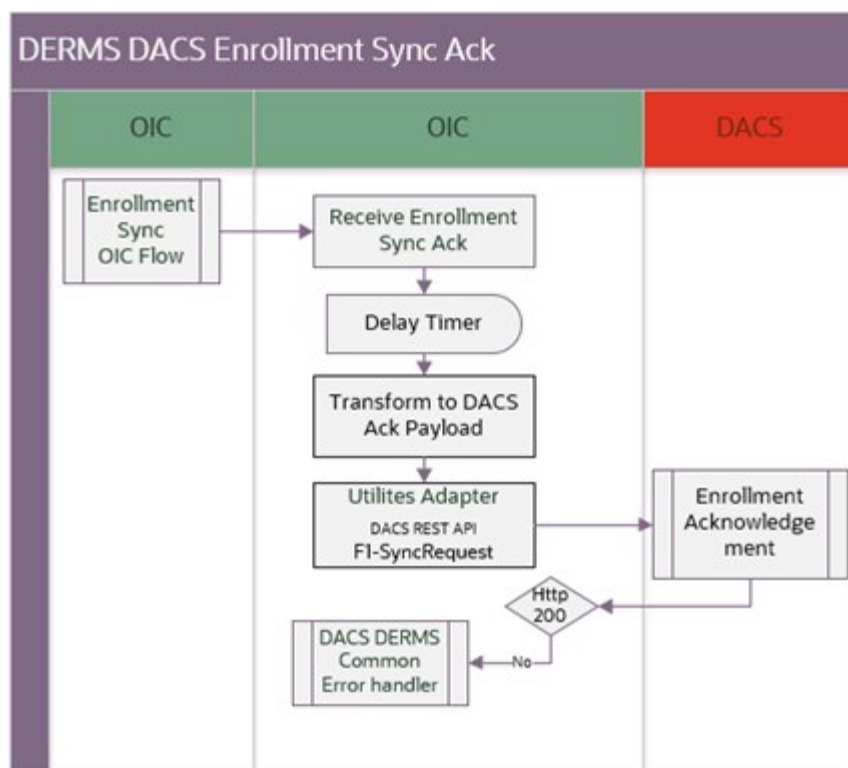 DERMS DACS Enrollment Sync Ack
OIC
OIC
DACS
Enrollment
Sync
OIC Flow
Receive Enrollment
Sync Ack
Delay Timer
Transform to DACS
Ack Payload
Utilites Adapter
DACS REST API
F1-SyncRequest
Enrollment
Acknowledge
ment
Http
200
No
DACS DERMS
Common
Error handler